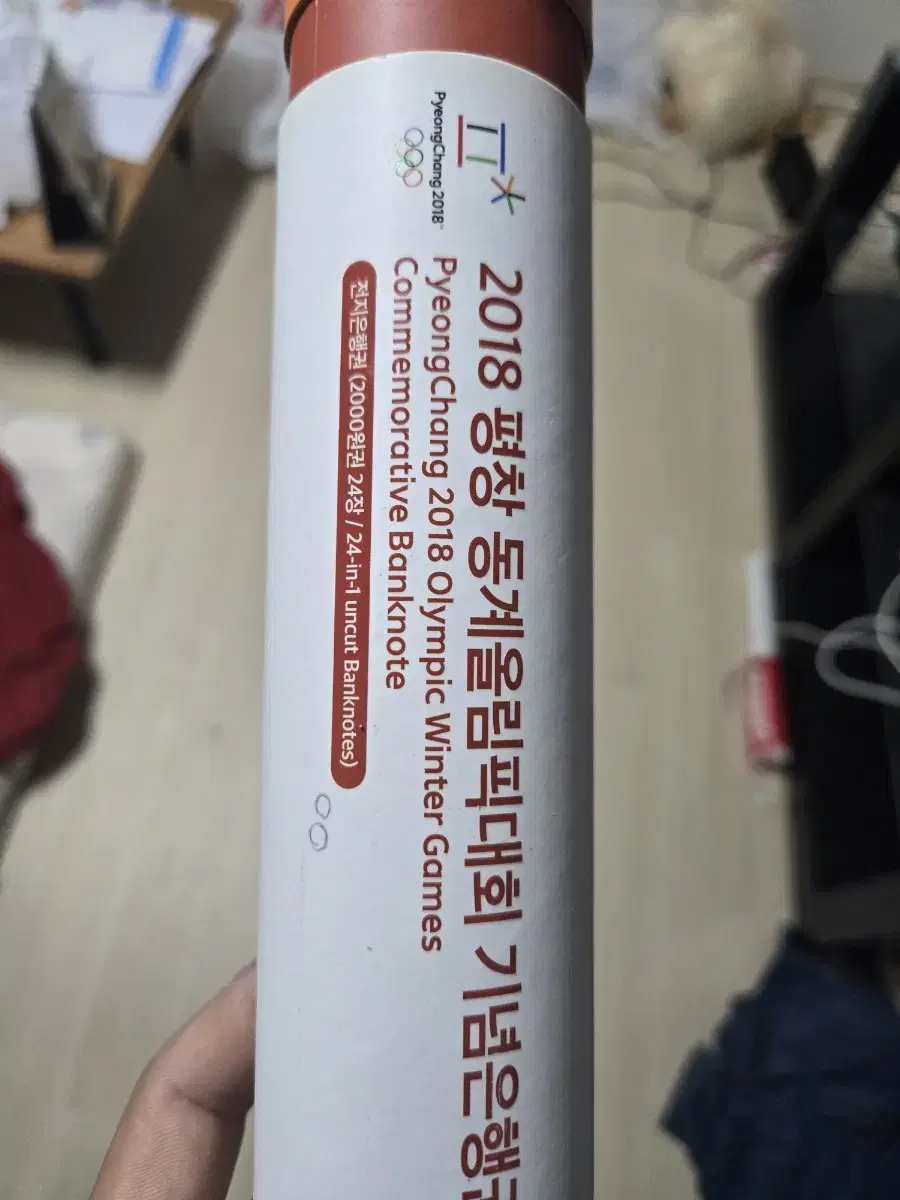 PyeongChang 2018™
2018 평창 동계올림픽대회 기념은행권
PyeongChang 2018 Olympic Winter Games
Commemorative Banknote
전지은행권 (2000원권 24장 / 24-in-1 uncut Banknotes)